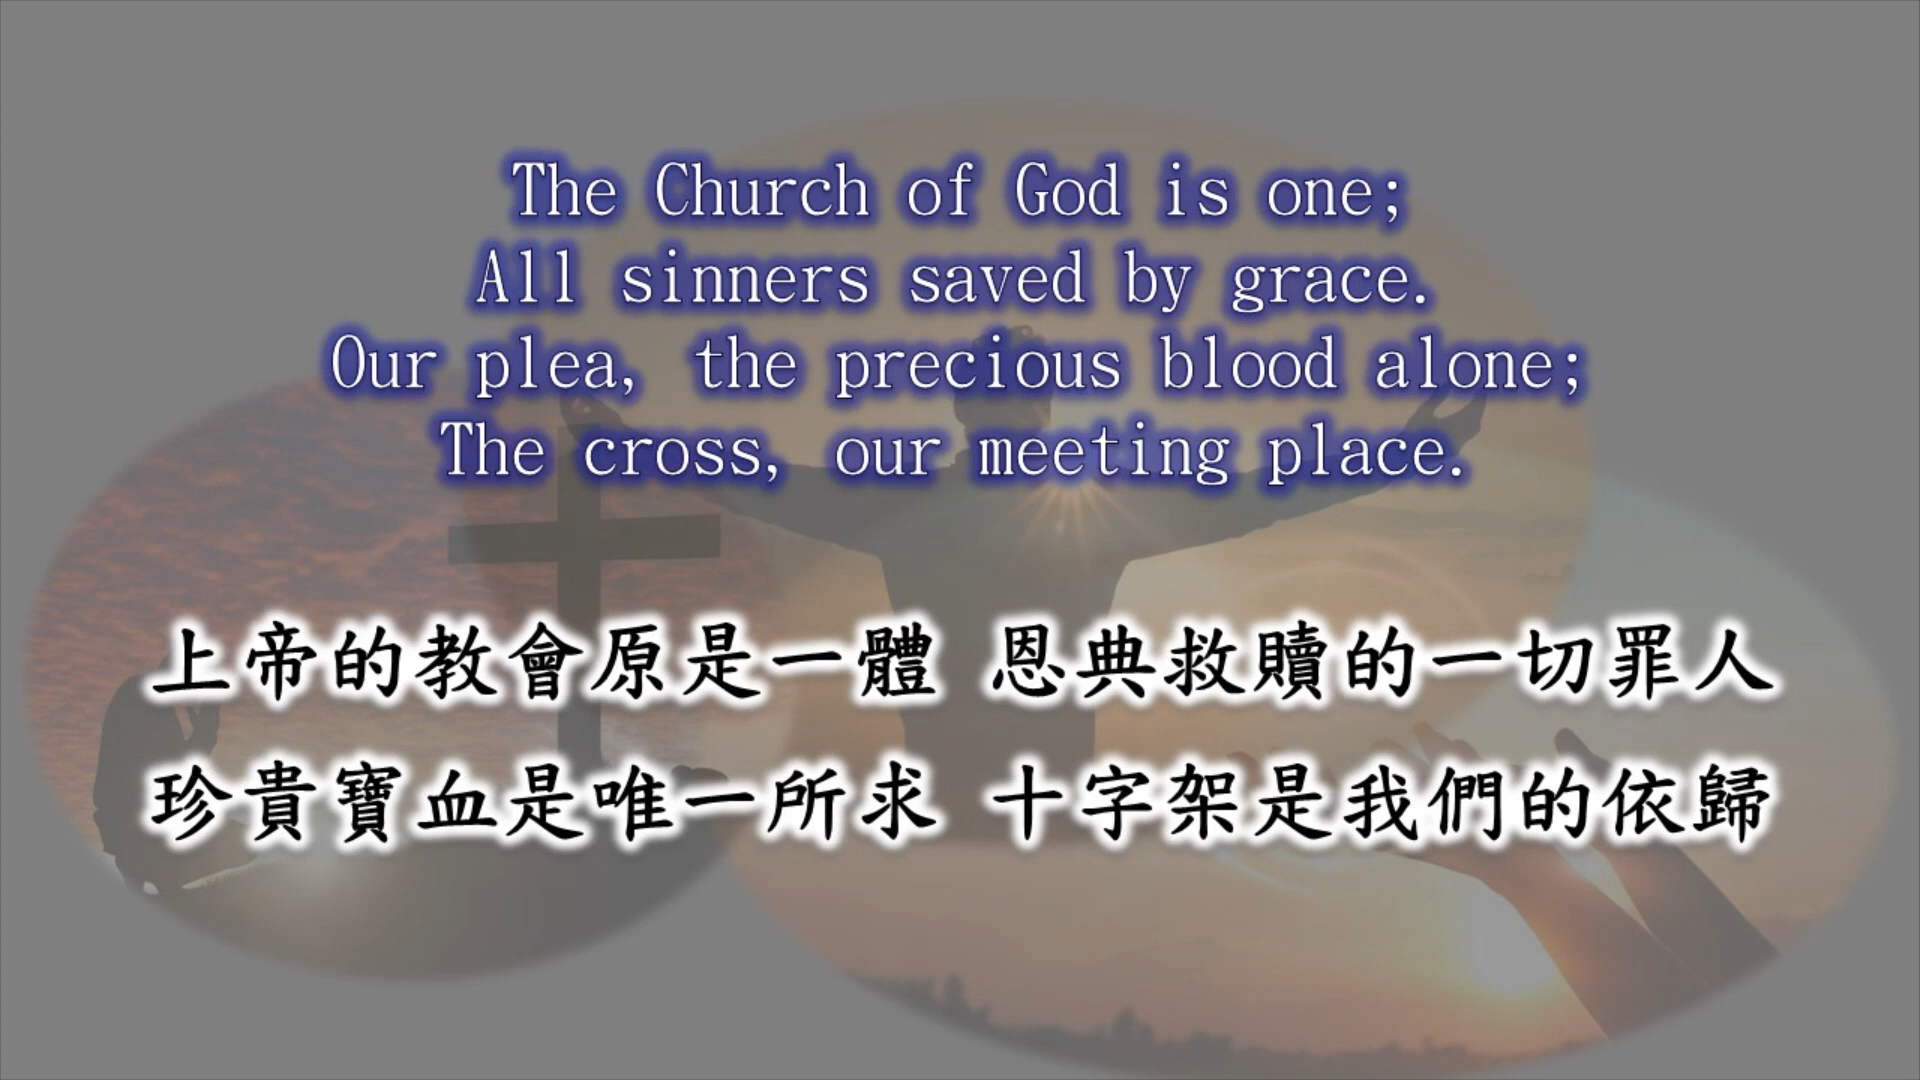 The Church of God is one;
All sinners saved by grace.
Our plea, the precious blood alone;
The cross, our meeting place.
上帝的教會原是一體 恩典救贖的一切罪人
珍貴寶血是唯一所求 十字架是我們的依歸